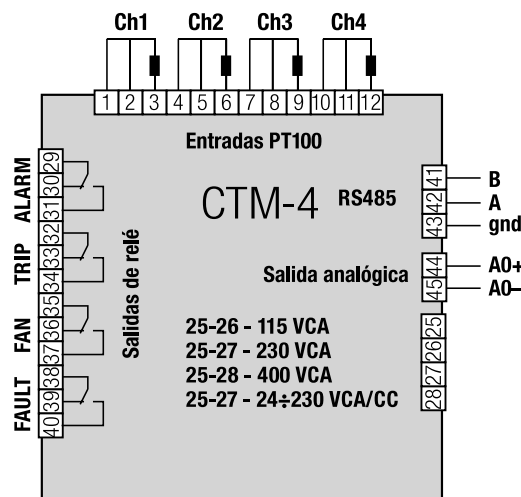 Ch1 Ch2 Ch3 Ch4
1 2 3 4 5 6 7 8 9 10 11 12
Entradas PT100
CTM-4
RS485
ALARM
29
30
31
TRIP
32
33
34
FAN
35
36
37
FAULT
38
39
40
Salidas de relé
41 B
42 A
43 gnd
Salida analógica
44 A0+
45 A0–
25-26 - 115 VCA
25-27 - 230 VCA
25-28 - 400 VCA
25-27 - 24÷230 VCA/CC
25
26
27
28